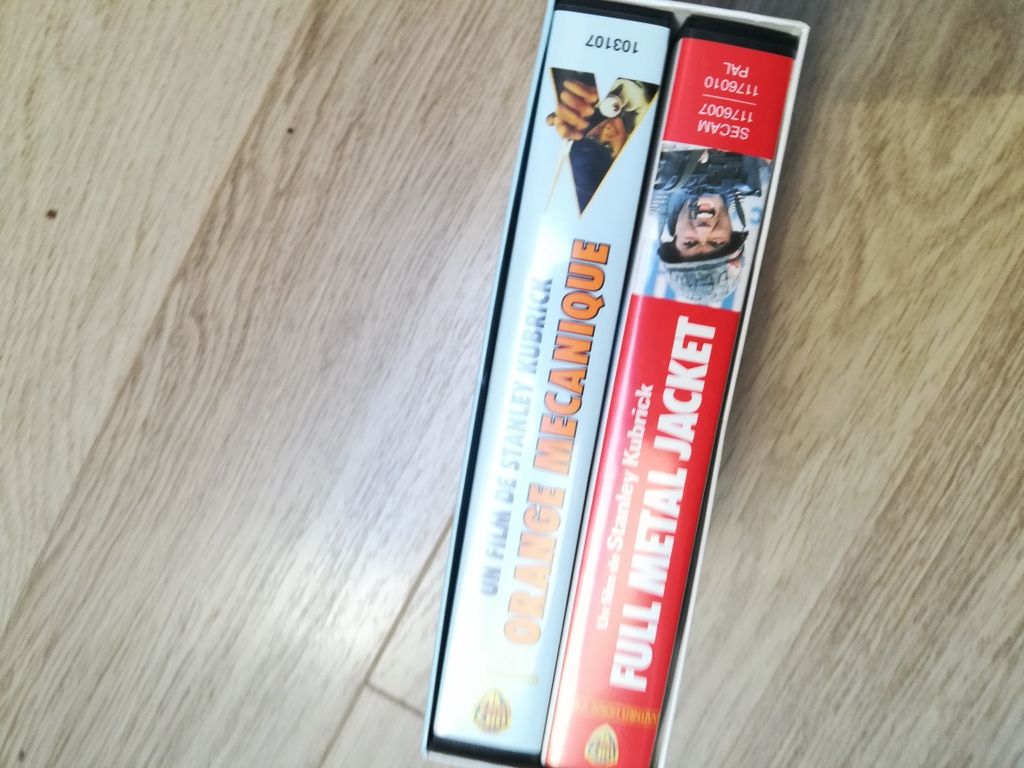 103107
UN FILM DE STANLEY KUBRICK
ORANGE MECANIQUE
SECAM
1176007
1176010
PAL
Un film de Stanley Kubrick
FULL METAL JACKET